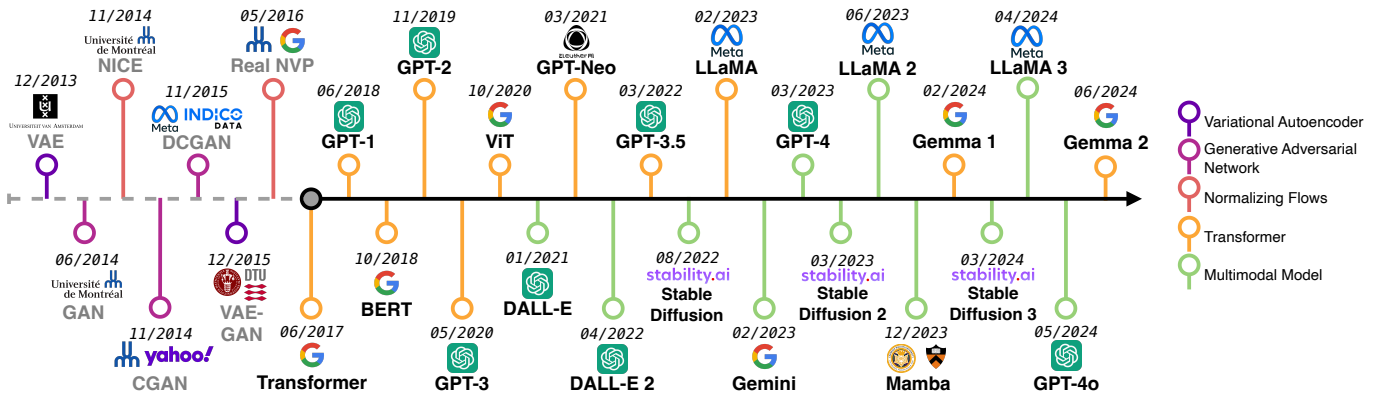 12/2013
UNIVERSITEIT VAN AMSTERDAM
VAE
11/2014
Université
de Montréal
NICE
11/2015
Meta
INDICO
DATA
DCGAN
05/2016
Real NVP
06/2018
GPT-1
11/2019
GPT-2
10/2020
ViT
03/2021
EleutherAI
GPT-Neo
03/2022
GPT-3.5
02/2023
Meta
LLaMA
03/2023
GPT-4
06/2023
Meta
LLaMA 2
02/2024
Gemma 1
04/2024
Meta
LLaMA 3
06/2024
Gemma 2
06/2014
Université
de Montréal
GAN
11/2014
yahoo!
CGAN
12/2015
DTU
VAE-
GAN
06/2017
Transformer
10/2018
BERT
05/2020
GPT-3
01/2021
DALL-E
04/2022
DALL-E 2
08/2022
stability.ai
Stable
Diffusion
02/2023
Gemini
03/2023
stability.ai
Stable
Diffusion 2
12/2023
Mamba
03/2024
stability.ai
Stable
Diffusion 3
05/2024
GPT-4o
Variational Autoencoder
Generative Adversarial
Network
Normalizing Flows
Transformer
Multimodal Model